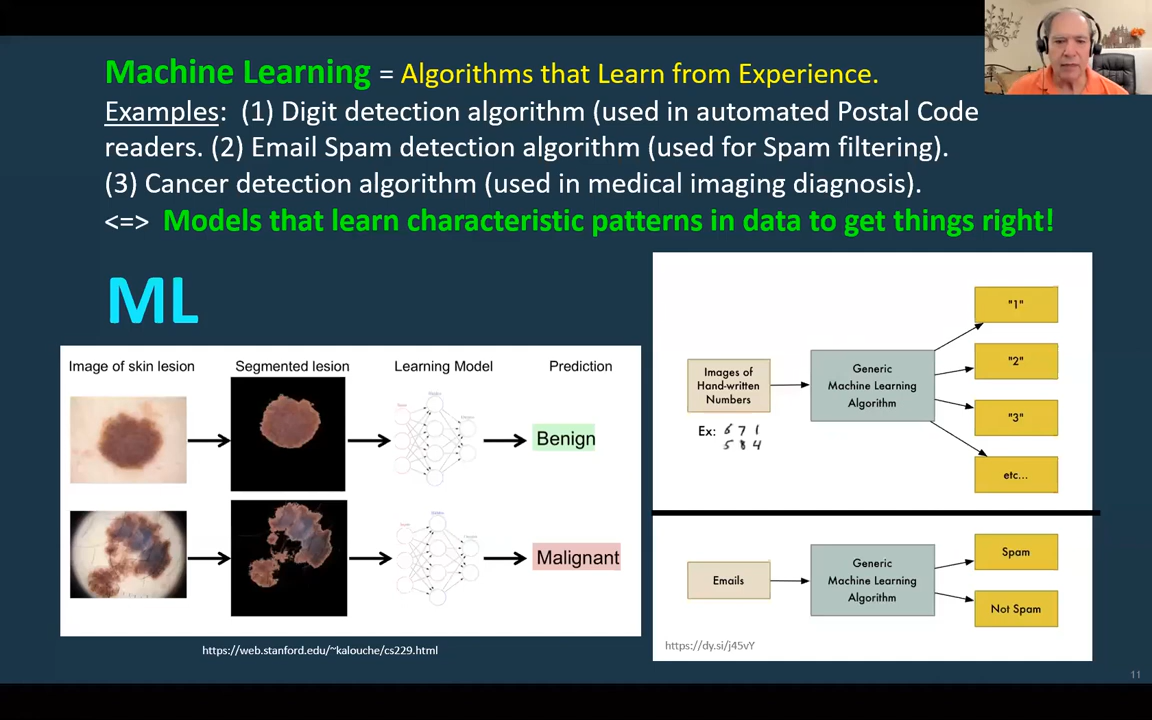 Machine Learning = Algorithms that Learn from Experience.
Examples: (1) Digit detection algorithm (used in automated Postal Code
readers. (2) Email Spam detection algorithm (used for Spam filtering).
(3) Cancer detection algorithm (used in medical imaging diagnosis).
<=> Models that learn characteristic patterns in data to get things right!
ML
Image of skin lesion Segmented lesion Learning Model Prediction
Benign
Malignant
https://web.stanford.edu/~kalouche/cs229.html
Images of
Hand-written
Numbers
Ex: 6 7 1
5 8 4
Generic
Machine Learning
Algorithm
"1"
"2"
"3"
etc...
Emails
Generic
Machine Learning
Algorithm
Spam
Not Spam
https://dy.si/j45vY
11